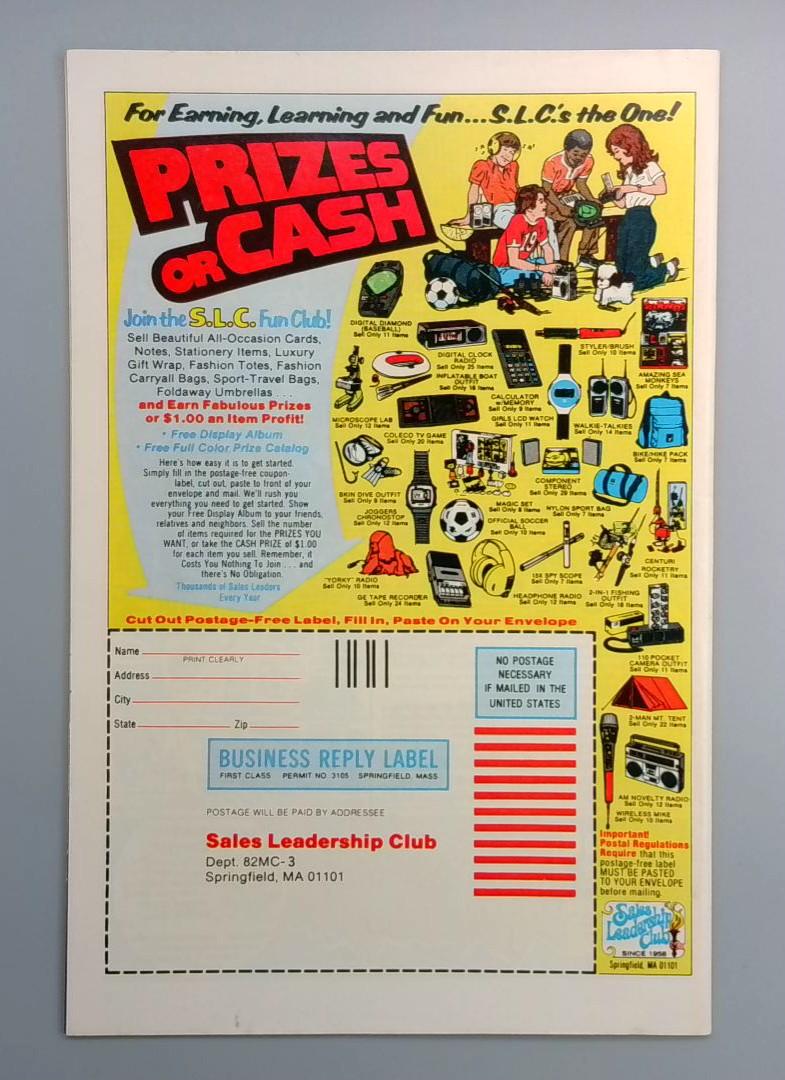 For Earning, Learning and Fun...S.L.C.'s the One!
PRIZES
OR CASH
Join the S.L.C. Fun Club!
Sell Beautiful All-Occasion Cards,
Notes, Stationery Items, Luxury
Gift Wrap, Fashion Totes, Fashion
Carryall Bags, Sport-Travel Bags,
Foldaway Umbrellas . . .
and Earn Fabulous Prizes
or $1.00 an Item Profit!
• Free Display Album
• Free Full Color Prize Catalog
Here's how easy it is to get started.
Simply fill in the postage-free coupon-
label, cut out, paste to front of your
envelope and mail. We'll rush you
everything you need to get started. Show
your Free Display Album to your friends,
relatives and neighbors. Sell the number
of items required for the PRIZES YOU
WANT, or take the CASH PRIZE of $1.00
for each item you sell. Remember, it
Costs You Nothing To Join . . . and
there's No Obligation.
Thousands of Sales Leaders
Every Year
19
DIGITAL DIAMOND
(BASEBALL)
Sell Only 11 Items
DIGITAL CLOCK
RADIO
Sell Only 25 Items
STYLER/BRUSH
Sell Only 10 Items
AMAZING SEA
MONKEYS
Sell Only 7 Items
INFLATABLE BOAT
OUTFIT
Sell Only 16 Items
CALCULATOR
w/MEMORY
Sell Only 9 Items
MICROSCOPE LAB
Sell Only 12 Items
GIRLS LCD WATCH
Sell Only 11 Items
WALKIE-TALKIES
Sell Only 14 Items
COLECO TV GAME
Sell Only 20 Items
BIKE/HIKE PACK
Sell Only 7 Items
SKIN DIVE OUTFIT
Sell Only 9 Items
COMPONENT
STEREO
Sell Only 29 Items
MAGIC SET
Sell Only 8 Items
NYLON SPORT BAG
Sell Only 7 Items
JOGGERS
CHRONOSTOP
Sell Only 12 Items
OFFICIAL SOCCER
BALL
Sell Only 10 Items
CENTURI
ROCKETRY
Sell Only 11 Items
"YORKY" RADIO
Sell Only 10 Items
15X SPY SCOPE
Sell Only 7 Items
GE TAPE RECORDER
Sell Only 24 Items
HEADPHONE RADIO
Sell Only 12 Items
2-IN-1 FISHING
OUTFIT
Sell Only 18 Items
110 POCKET
CAMERA OUTFIT
Sell Only 11 Items
2-MAN MT. TENT
Sell Only 22 Items
AM NOVELTY RADIO
Sell Only 12 Items
WIRELESS MIKE
Sell Only 10 Items
Cut Out Postage-Free Label, Fill In, Paste On Your Envelope
Name
PRINT CLEARLY
Address
City
State Zip
NO POSTAGE
NECESSARY
IF MAILED IN THE
UNITED STATES
BUSINESS REPLY LABEL
FIRST CLASS PERMIT NO. 3105 SPRINGFIELD, MASS
POSTAGE WILL BE PAID BY ADDRESSEE
Sales Leadership Club
Dept. 82MC-3
Springfield, MA 01101
Important!
Postal Regulations
Require that this
postage-free label
MUST BE PASTED
TO YOUR ENVELOPE
before mailing.
Sales
Leadership
Club
SINCE 1958
Springfield, MA 01101